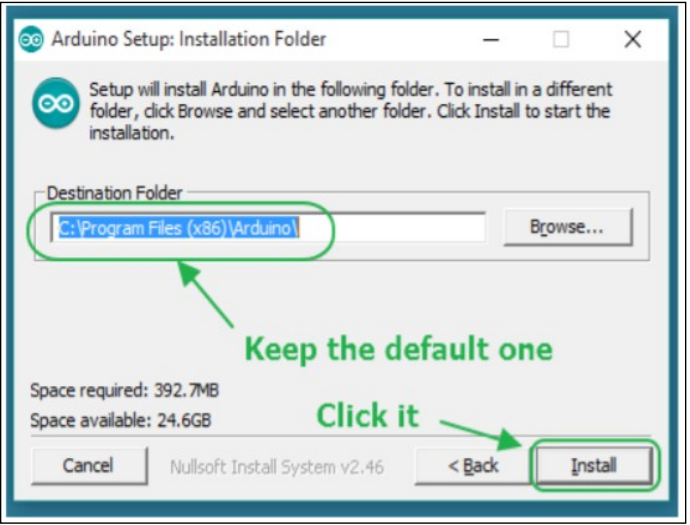 Arduino Setup: Installation Folder
Setup will install Arduino in the following folder. To install in a different
folder, click Browse and select another folder. Click Install to start the
installation.
Destination Folder
C:\Program Files (x86)\Arduino\
Browse...
Keep the default one
Space required: 392.7MB
Space available: 24.6GB
Click it
Cancel
Nullsoft Install System v2.46
< Back
Install